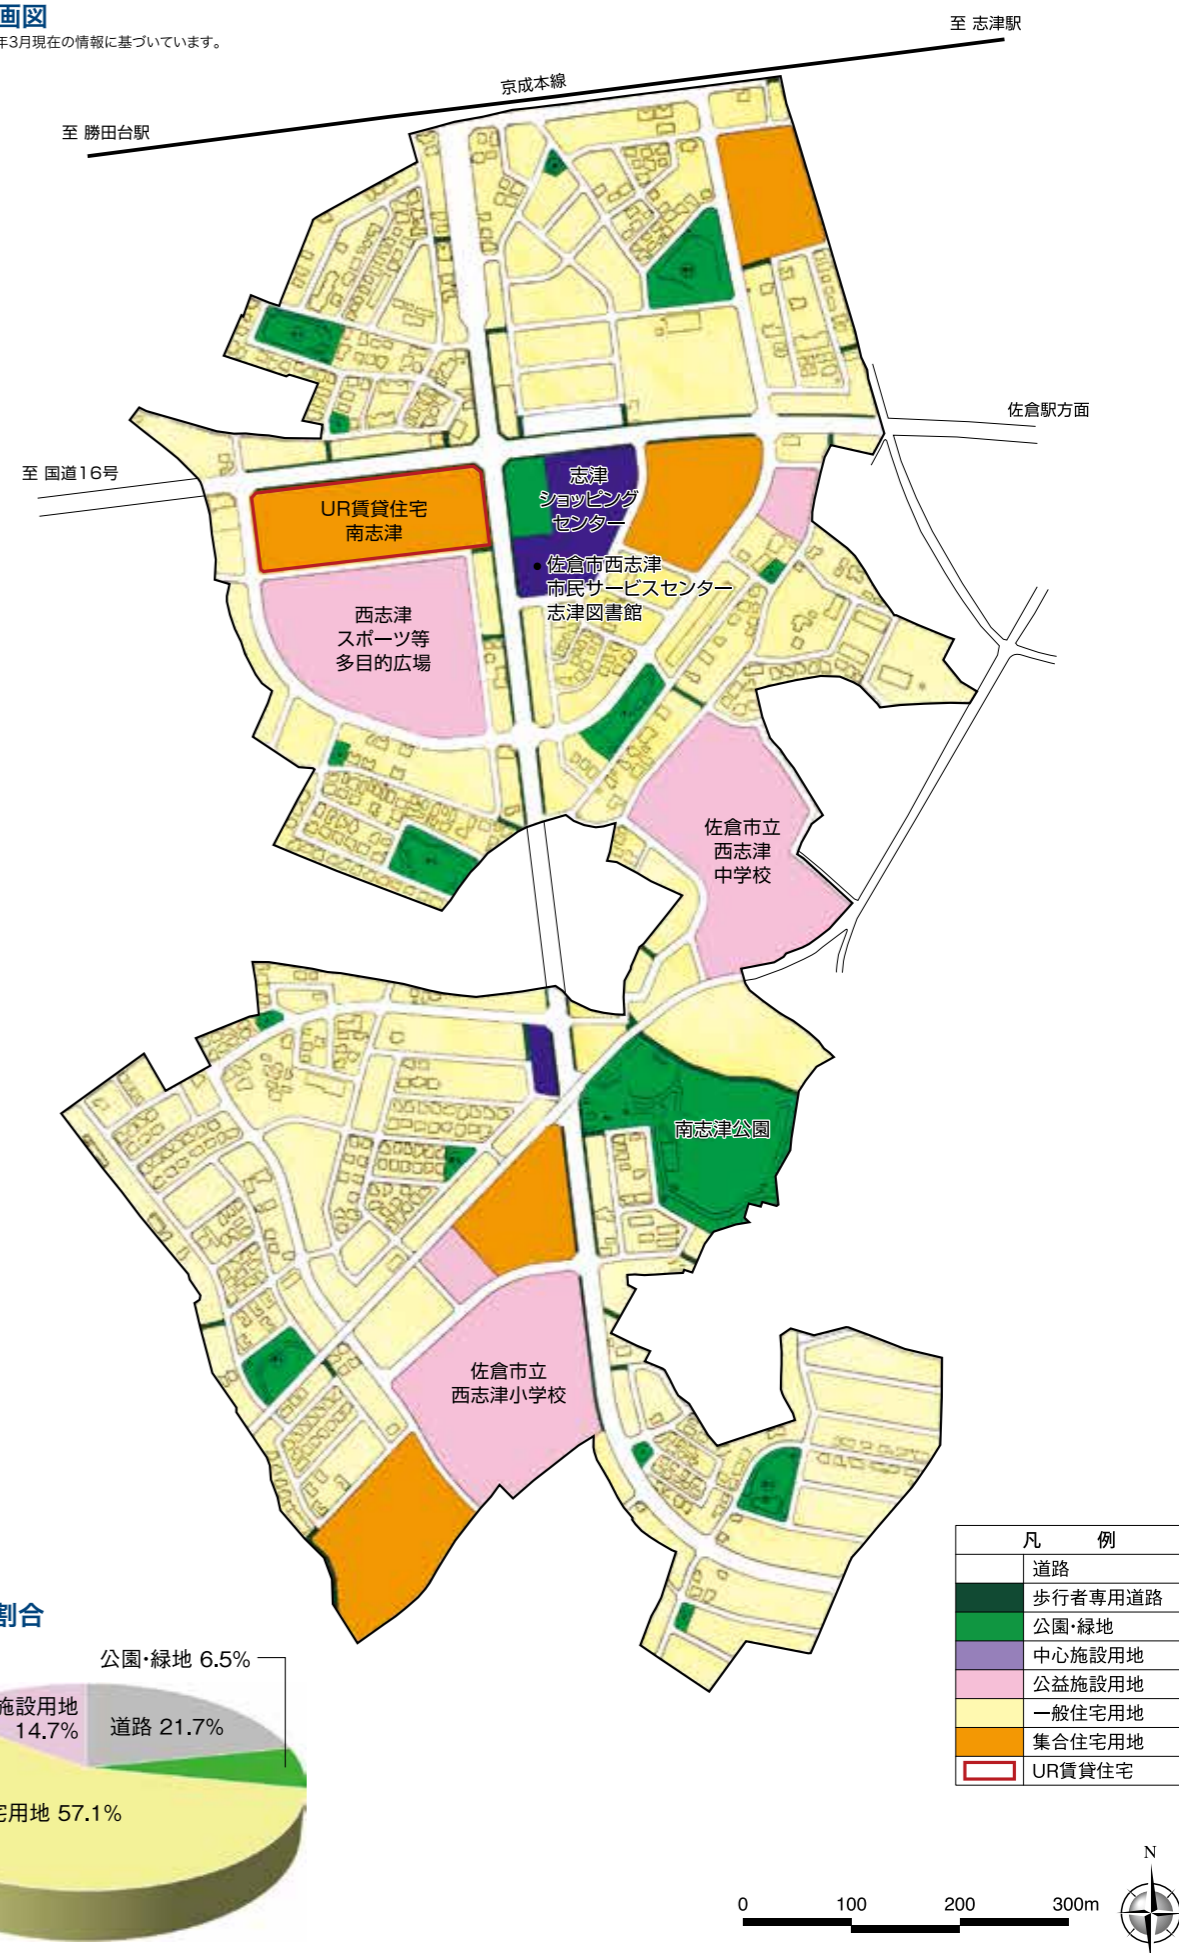 画図
年3月現在の情報に基づいています。
至 志津駅
京成本線
至 勝田台駅
佐倉駅方面
至 国道16号
UR賃貸住宅
南志津
志津
ショッピング
センター
佐倉市西志津
市民サービスセンター
志津図書館
西志津
スポーツ等
多目的広場
佐倉市立
西志津
中学校
南志津公園
佐倉市立
西志津小学校
凡 例
道路
歩行者専用道路
公園・緑地
中心施設用地
公益施設用地
一般住宅用地
集合住宅用地
UR賃貸住宅
割合
公園・緑地 6.5%
施設用地
14.7%
道路 21.7%
宅用地 57.1%
N
0 100 200 300m